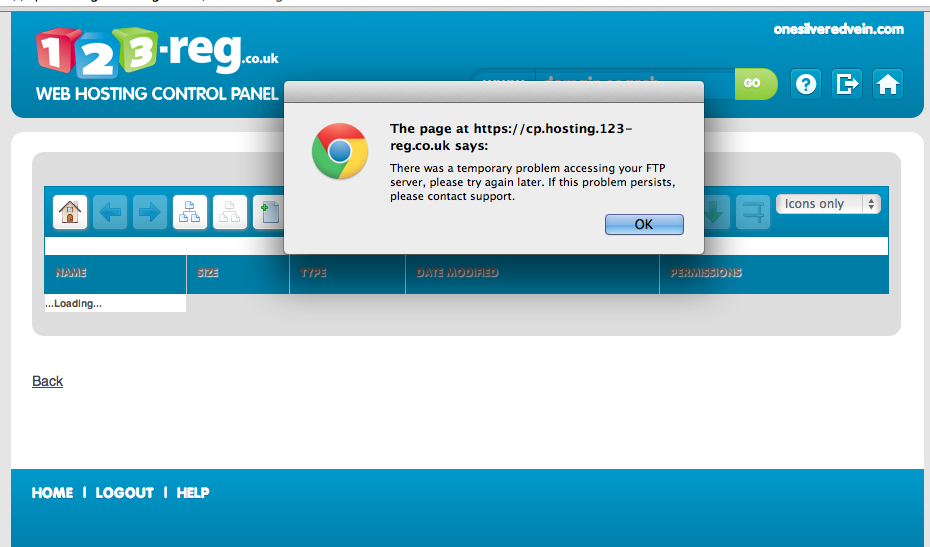 onesilveredvein.com
123-reg.co.uk
WEB HOSTING CONTROL PANEL
GO
?
The page at https://cp.hosting.123-
reg.co.uk says:
There was a temporary problem accessing your FTP
server, please try again later. If this problem persists,
please contact support.
OK
Icons only
NAME SIZE TYPE DATE MODIFIED PERMISSIONS
...Loading...
Back
HOME | LOGOUT | HELP